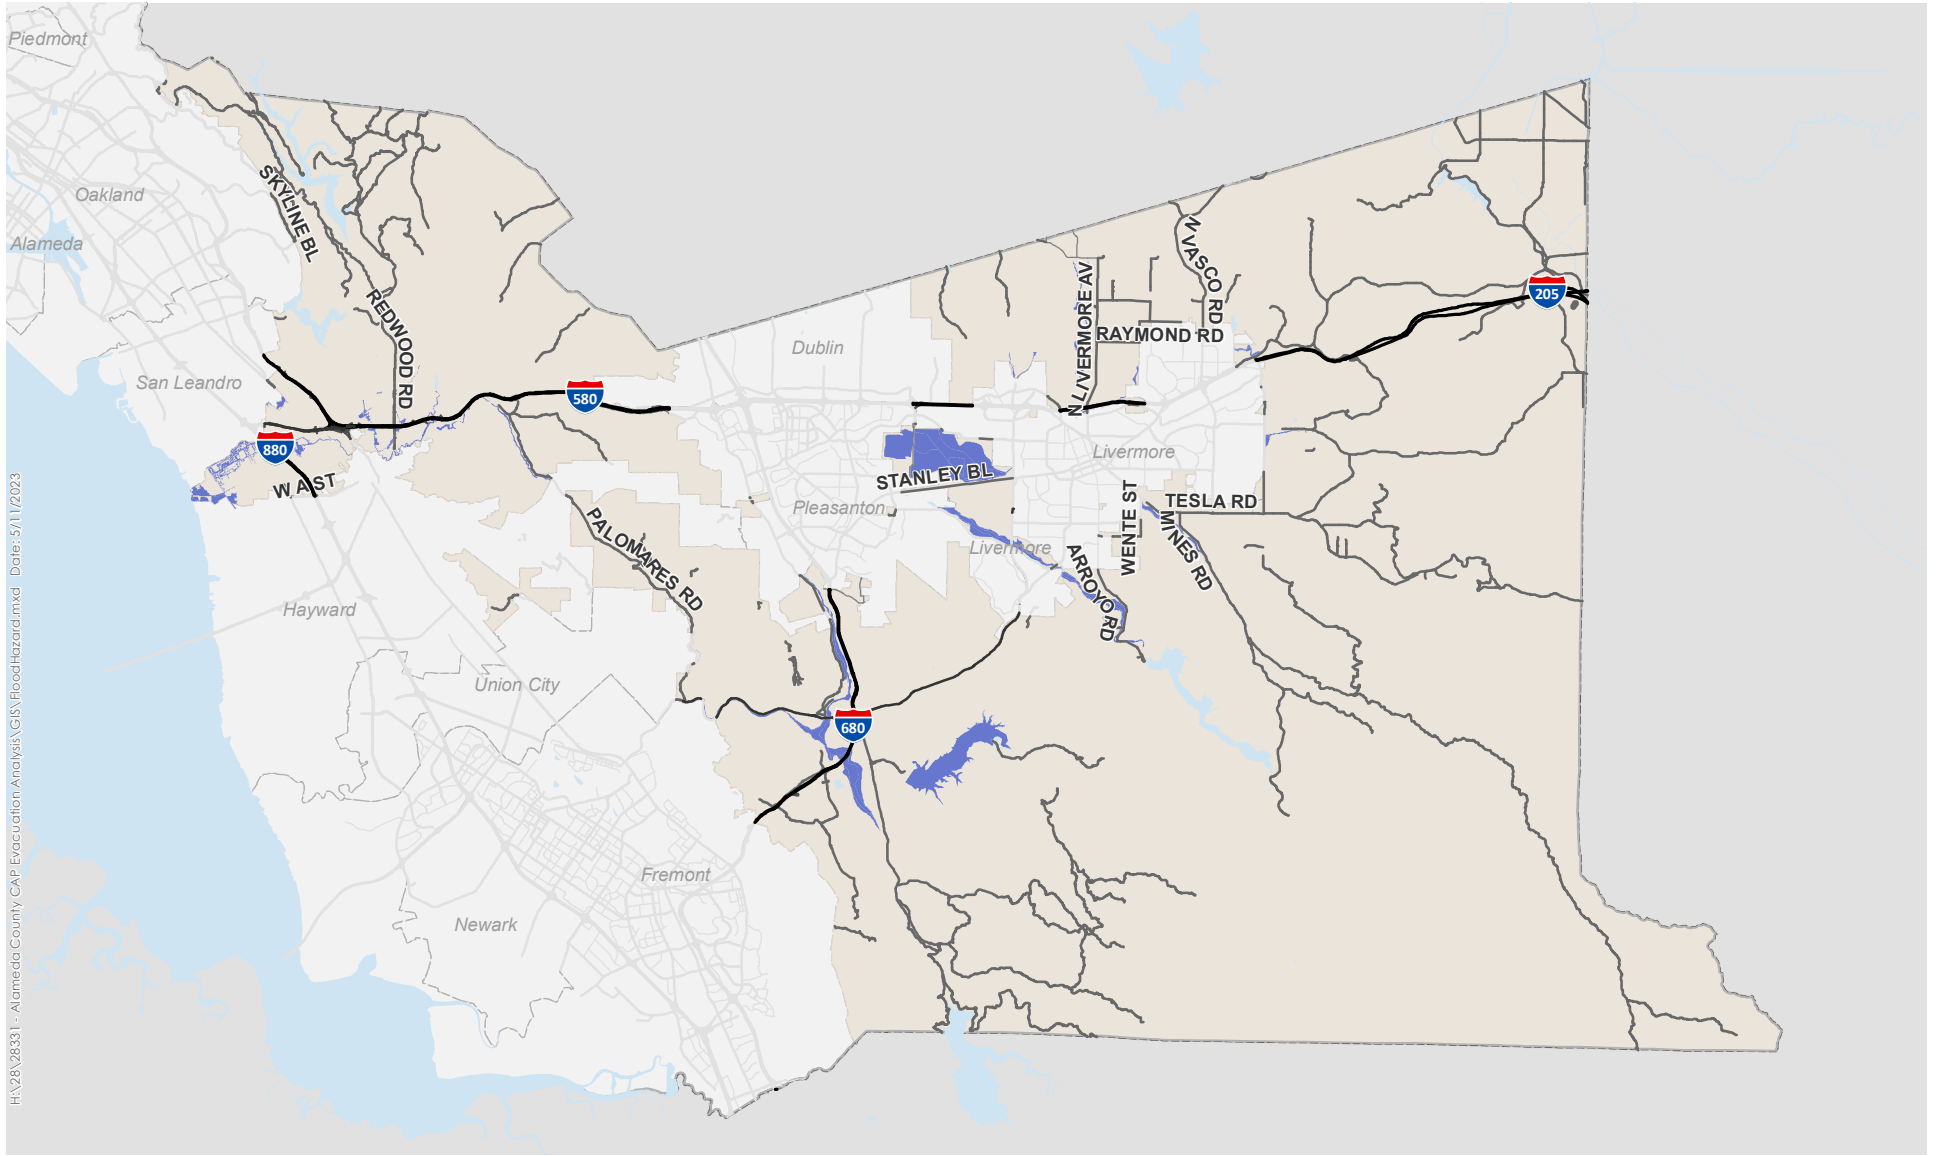 Piedmont
Oakland
Alameda
SKYLINE BL
REDWOOD RD
San Leandro
880
W A ST
580
Dublin
N LIVERMORE AV
N VASCO RD
RAYMOND RD
205
Livermore
STANLEY BL
Pleasanton
Livermore
TESLA RD
WENTE ST
MINES RD
ARROYO RD
PALOMARES RD
Hayward
Union City
680
Fremont
Newark
H:\28\28331 - Alameda County CAP Evacuation Analysis\GIS\FloodHazard.mxd Date: 5/11/2023